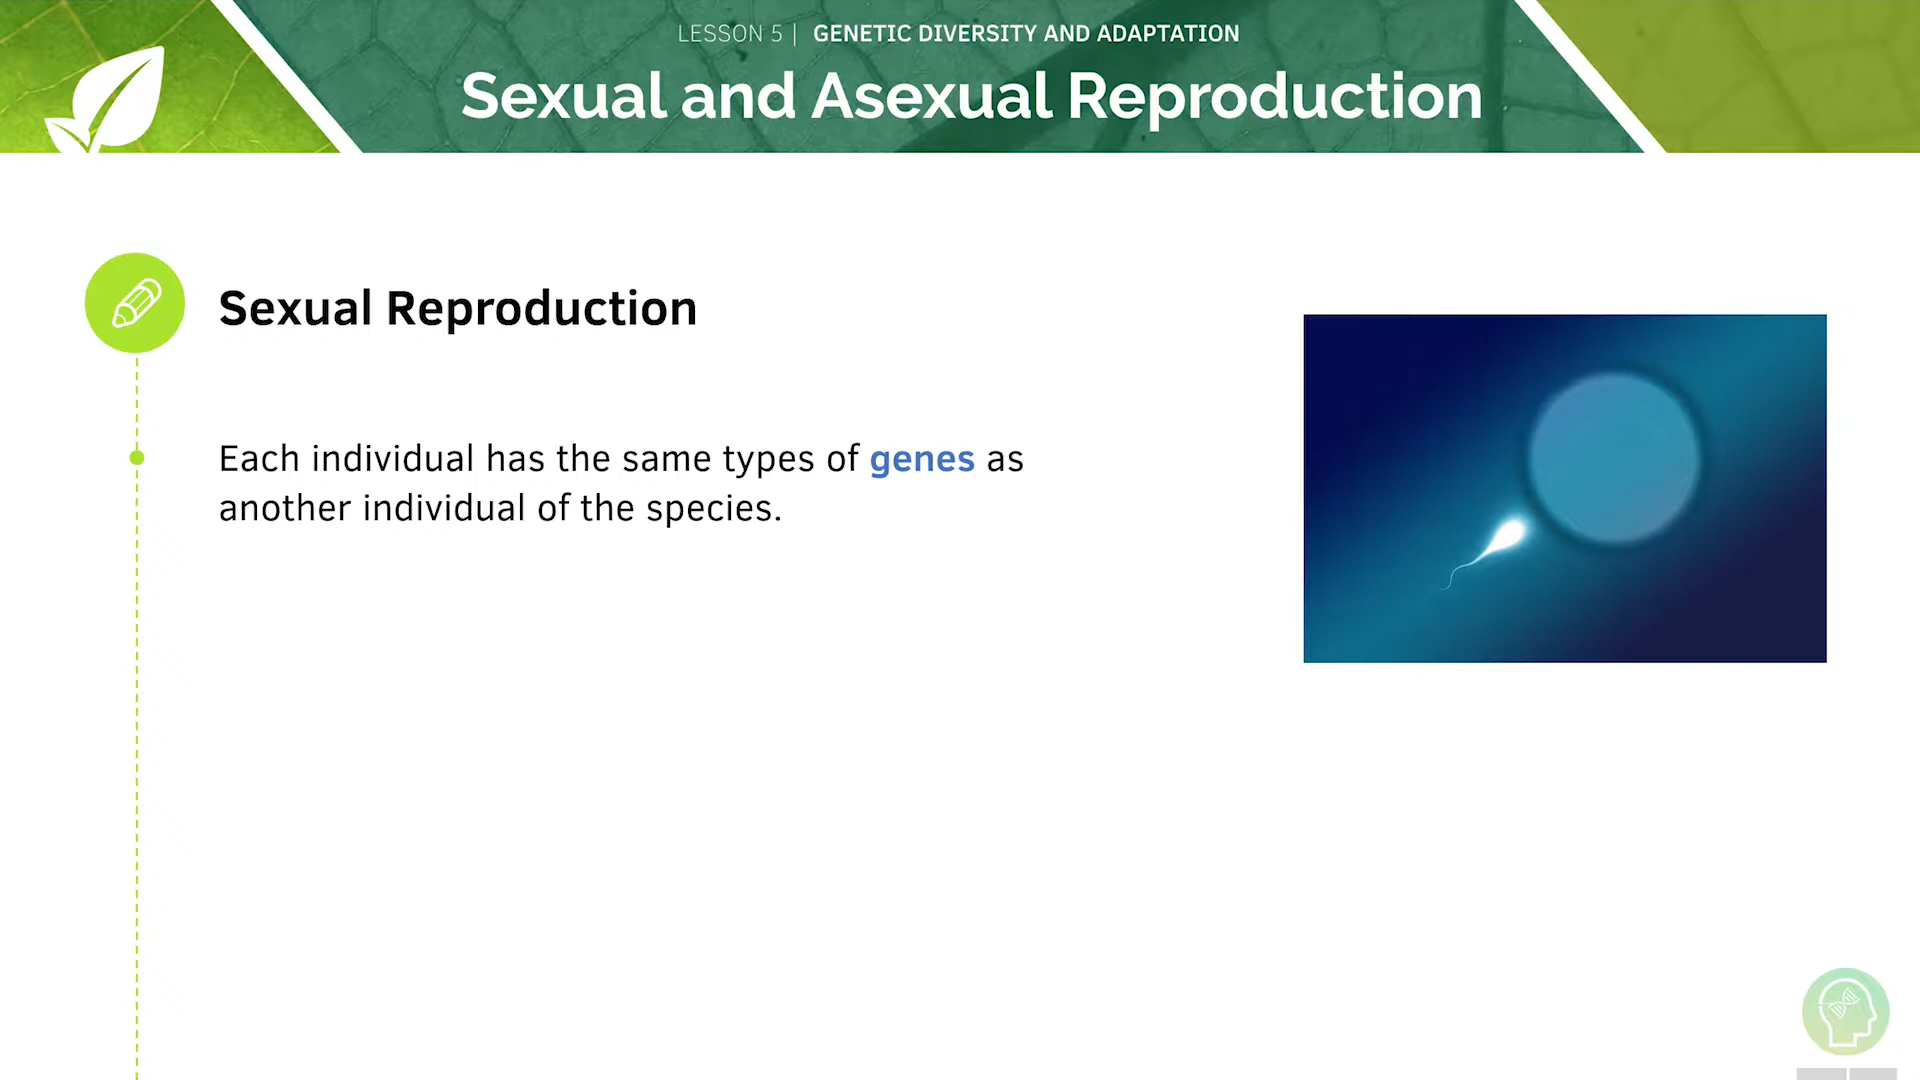 LESSON 5 | GENETIC DIVERSITY AND ADAPTATION
Sexual and Asexual Reproduction
Sexual Reproduction
Each individual has the same types of genes as
another individual of the species.